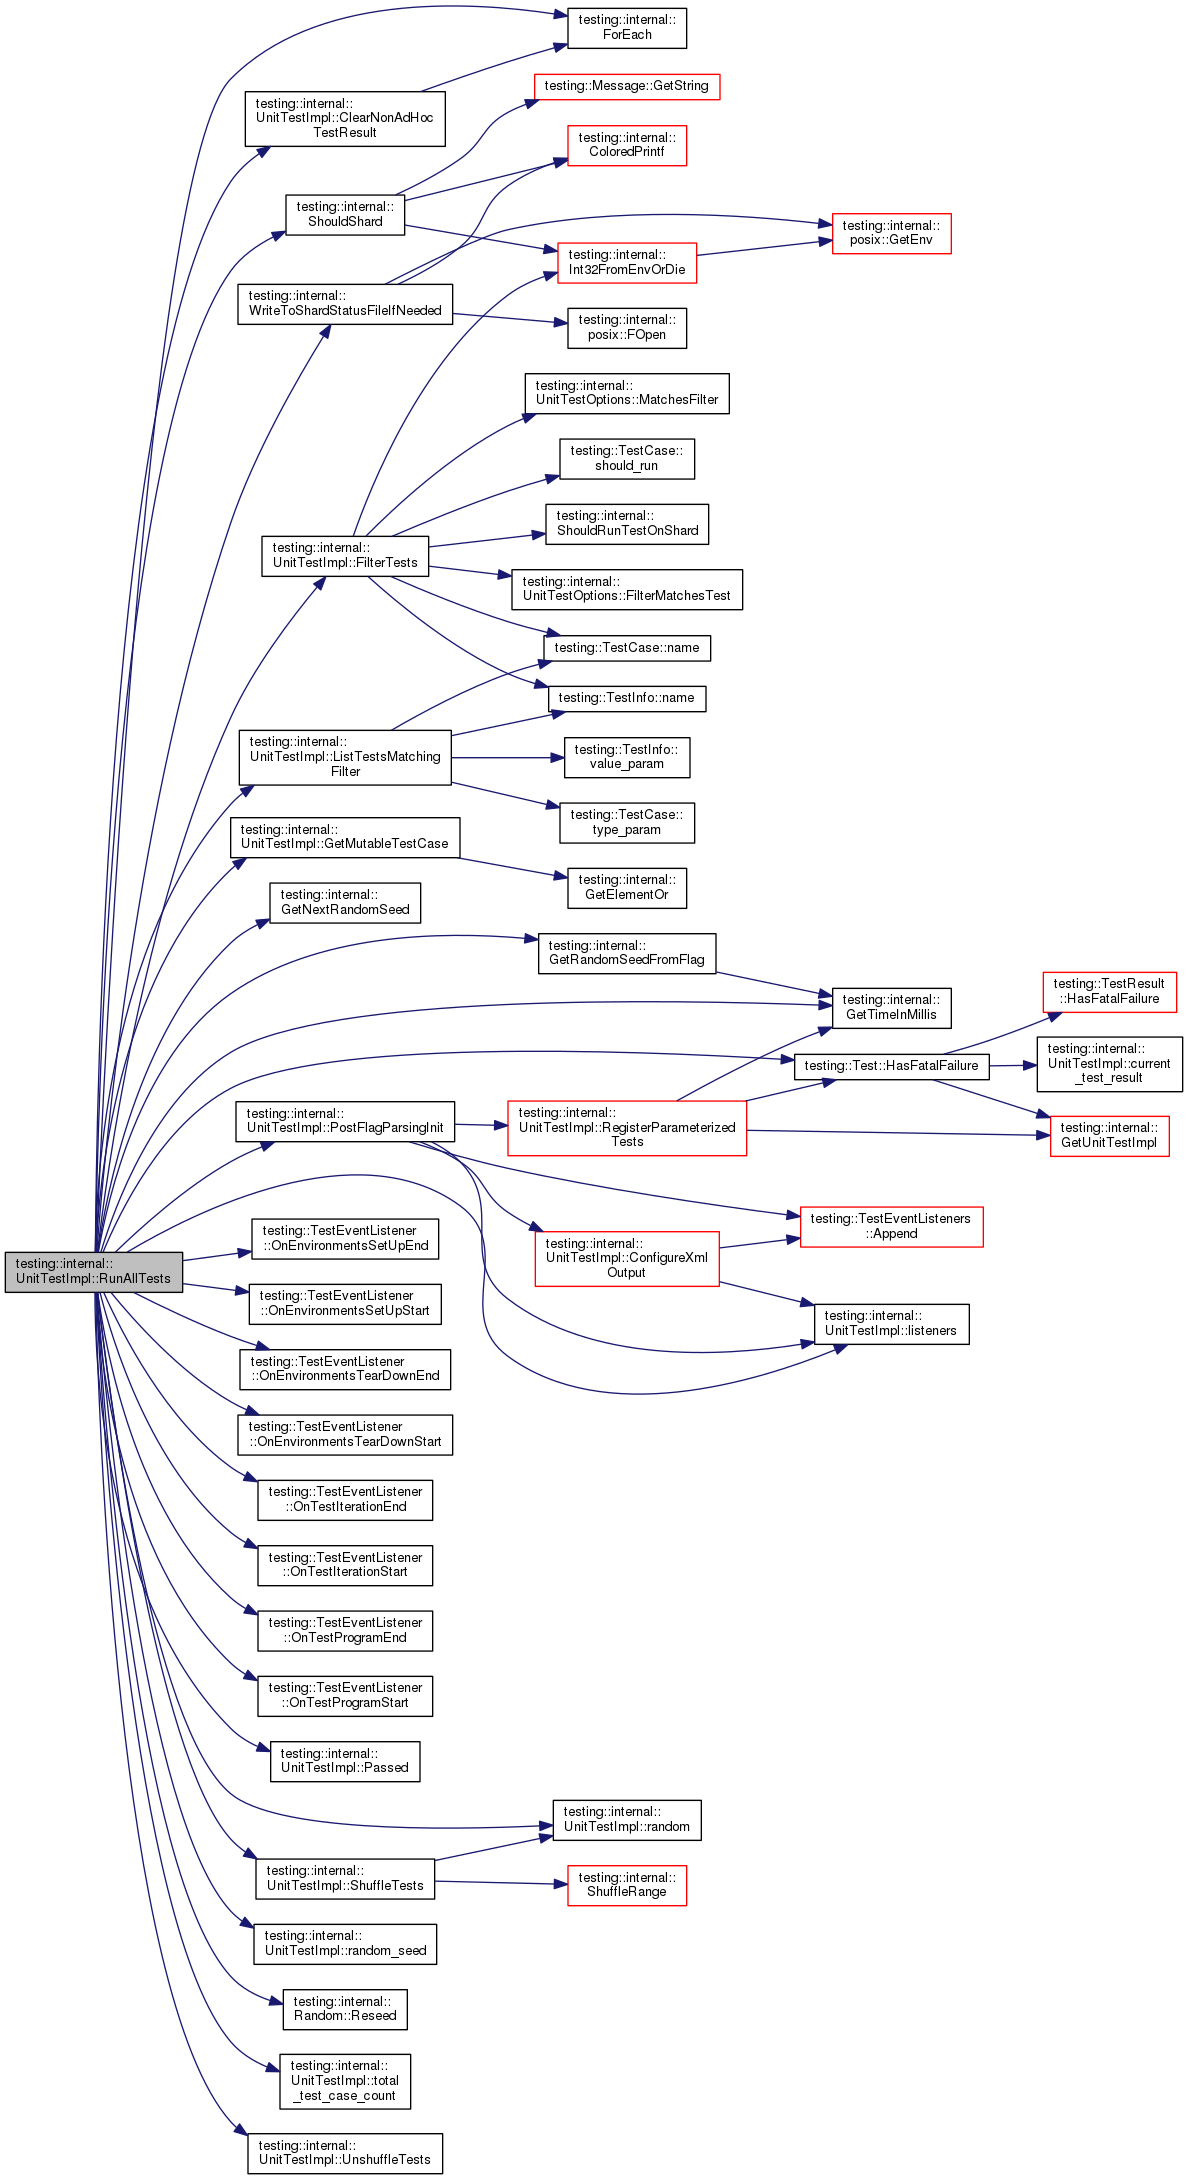 testing::internal::
ForEach
testing::internal::
UnitTestImpl::ClearNonAdHoc
TestResult
testing::Message::GetString
testing::internal::
ColoredPrintf
testing::internal::
ShouldShard
testing::internal::
posix::GetEnv
testing::internal::
Int32FromEnvOrDie
testing::internal::
WriteToShardStatusFileIfNeeded
testing::internal::
posix::FOpen
testing::internal::
UnitTestOptions::MatchesFilter
testing::TestCase::
should_run
testing::internal::
ShouldRunTestOnShard
testing::internal::
UnitTestImpl::FilterTests
testing::internal::
UnitTestOptions::FilterMatchesTest
testing::TestCase::name
testing::TestInfo::name
testing::internal::
UnitTestImpl::ListTestsMatching
Filter
testing::TestInfo::
value_param
testing::TestCase::
type_param
testing::internal::
UnitTestImpl::GetMutableTestCase
testing::internal::
GetElementOr
testing::internal::
GetNextRandomSeed
testing::internal::
GetRandomSeedFromFlag
testing::internal::
GetTimeInMillis
testing::TestResult
::HasFatalFailure
testing::Test::HasFatalFailure
testing::internal::
UnitTestImpl::current
_test_result
testing::internal::
UnitTestImpl::PostFlagParsingInit
testing::internal::
UnitTestImpl::RegisterParameterized
Tests
testing::internal::
GetUnitTestImpl
testing::TestEventListeners
::Append
testing::TestEventListener
::OnEnvironmentsSetUpEnd
testing::internal::
UnitTestImpl::ConfigureXml
Output
testing::internal::
UnitTestImpl::RunAllTests
testing::TestEventListener
::OnEnvironmentsSetUpStart
testing::internal::
UnitTestImpl::listeners
testing::TestEventListener
::OnEnvironmentsTearDownEnd
testing::TestEventListener
::OnEnvironmentsTearDownStart
testing::TestEventListener
::OnTestIterationEnd
testing::TestEventListener
::OnTestIterationStart
testing::TestEventListener
::OnTestProgramEnd
testing::TestEventListener
::OnTestProgramStart
testing::internal::
UnitTestImpl::Passed
testing::internal::
UnitTestImpl::random
testing::internal::
UnitTestImpl::ShuffleTests
testing::internal::
ShuffleRange
testing::internal::
UnitTestImpl::random_seed
testing::internal::
Random::Reseed
testing::internal::
UnitTestImpl::total
_test_case_count
testing::internal::
UnitTestImpl::UnshuffleTests